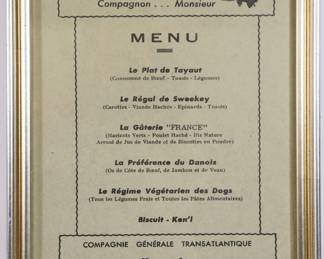 Compagnon . . . Monsieur
MENU
Le Plat de Tayaut
(Consommé de Bœuf - Toasts - Légumes)
Le Régal de Sweekey
(Carottes - Viande Hachée - Epinards - Toasts)
La Gâterie "FRANCE"
(Haricots Verts - Poulet Haché - Riz Nature
Arrosé de Jus de Viande et de Biscottes en Poudre)
La Préférence du Danois
(Os de Côte de Bœuf, de Jambon et de Veau)
Le Régime Végétarien des Dogs
(Tous les Légumes Frais et Toutes les Pâtes Alimentaires)
Biscuit - Ken'l
COMPAGNIE GÉNÉRALE TRANSATLANTIQUE